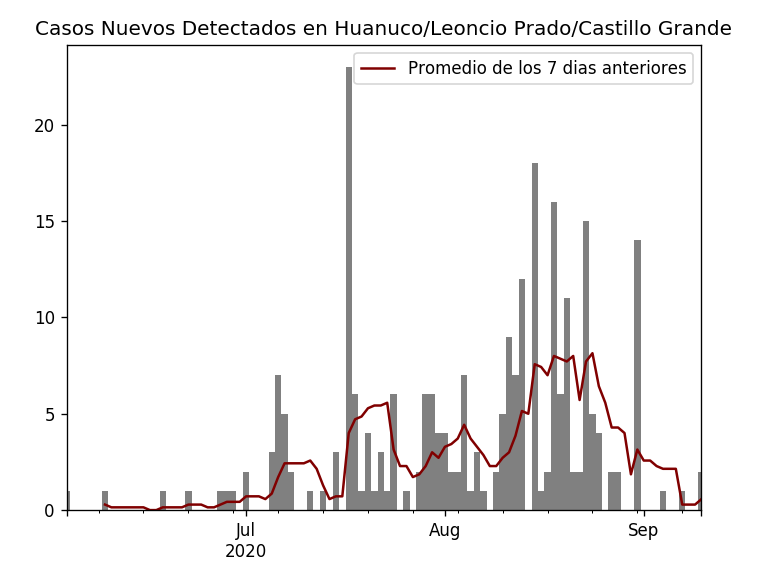 Casos Nuevos Detectados en Huanuco/Leoncio Prado/Castillo Grande
Promedio de los 7 dias anteriores
20
15
10
5
0
Jul
2020
Aug
Sep